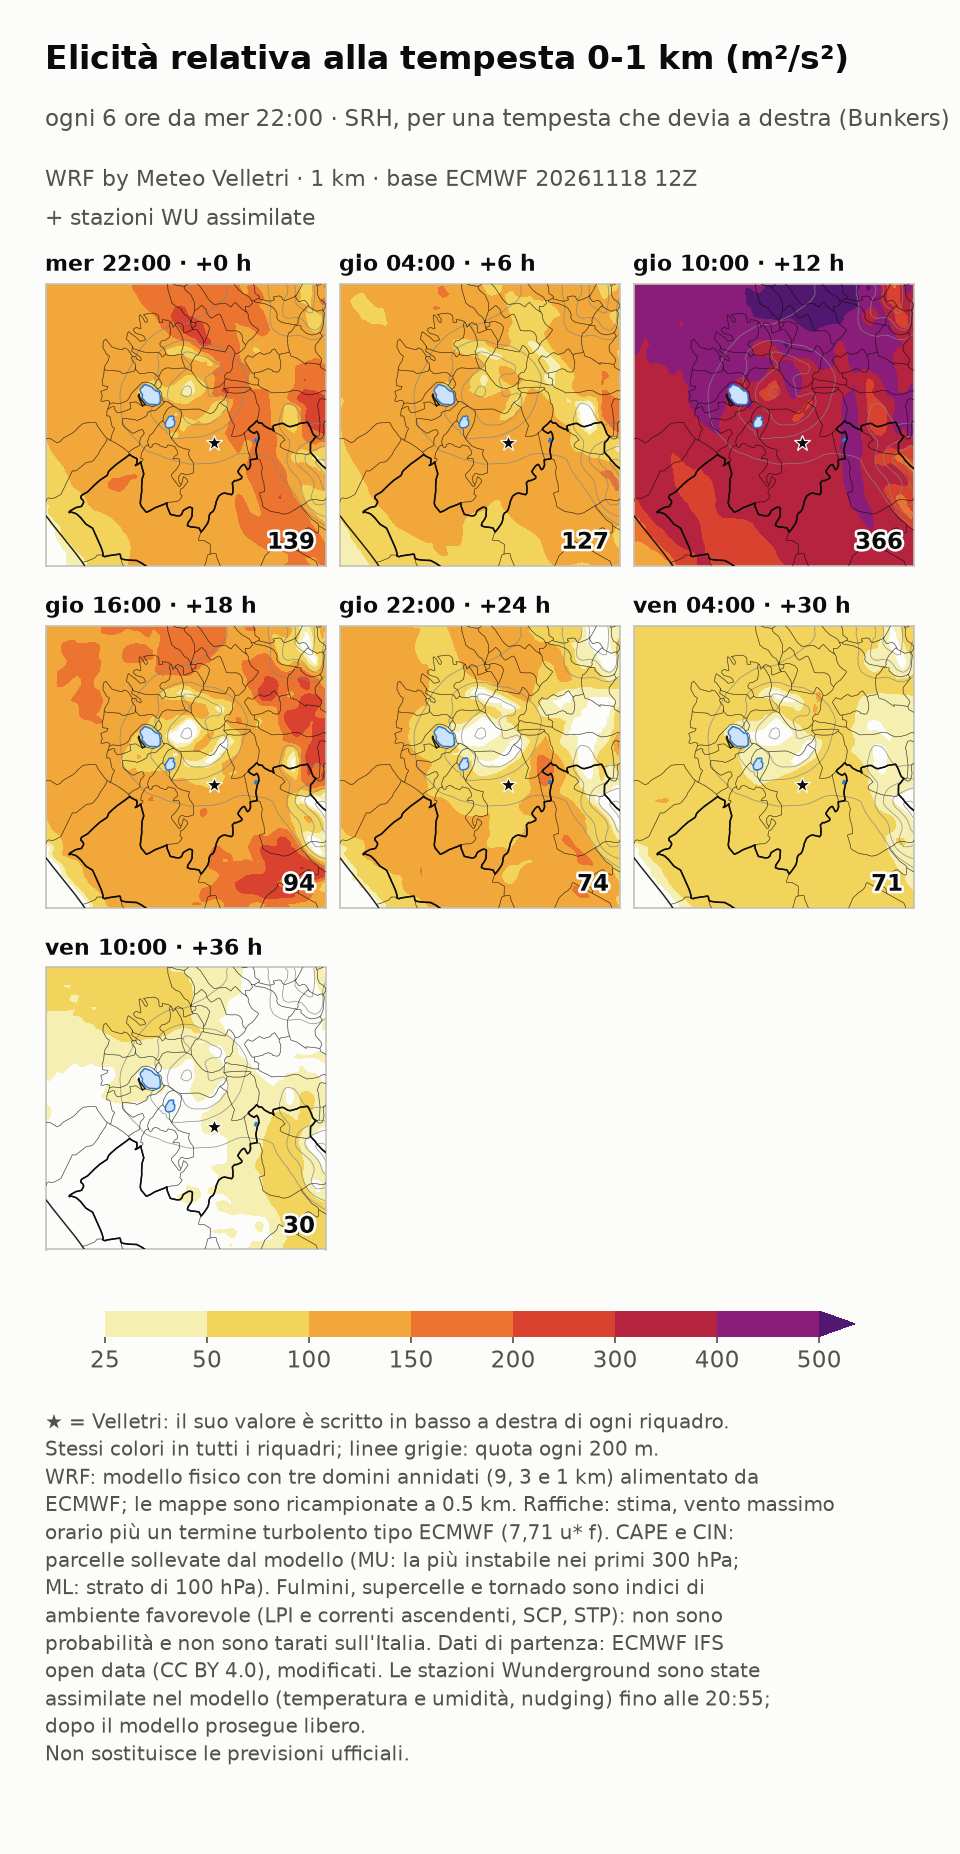 Elicità relativa alla tempesta 0-1 km (m²/s²)
ogni 6 ore da mer 22:00 · SRH, per una tempesta che devia a destra (Bunkers)
WRF by Meteo Velletri · 1 km · base ECMWF 20261118 12Z
+ stazioni WU assimilate
mer 22:00 · +0 h
gio 04:00 · +6 h
gio 10:00 · +12 h
139
127
366
gio 16:00 · +18 h
gio 22:00 · +24 h
ven 04:00 · +30 h
94
74
71
ven 10:00 · +36 h
30
25 50 100 150 200 300 400 500
★ = Velletri: il suo valore è scritto in basso a destra di ogni riquadro.
Stessi colori in tutti i riquadri; linee grigie: quota ogni 200 m.
WRF: modello fisico con tre domini annidati (9, 3 e 1 km) alimentato da
ECMWF; le mappe sono ricampionate a 0.5 km. Raffiche: stima, vento massimo
orario più un termine turbolento tipo ECMWF (7,71 u* f). CAPE e CIN:
parcelle sollevate dal modello (MU: la più instabile nei primi 300 hPa;
ML: strato di 100 hPa). Fulmini, supercelle e tornado sono indici di
ambiente favorevole (LPI e correnti ascendenti, SCP, STP): non sono
probabilità e non sono tarati sull'Italia. Dati di partenza: ECMWF IFS
open data (CC BY 4.0), modificati. Le stazioni Wunderground sono state
assimilate nel modello (temperatura e umidità, nudging) fino alle 20:55;
dopo il modello prosegue libero.
Non sostituisce le previsioni ufficiali.